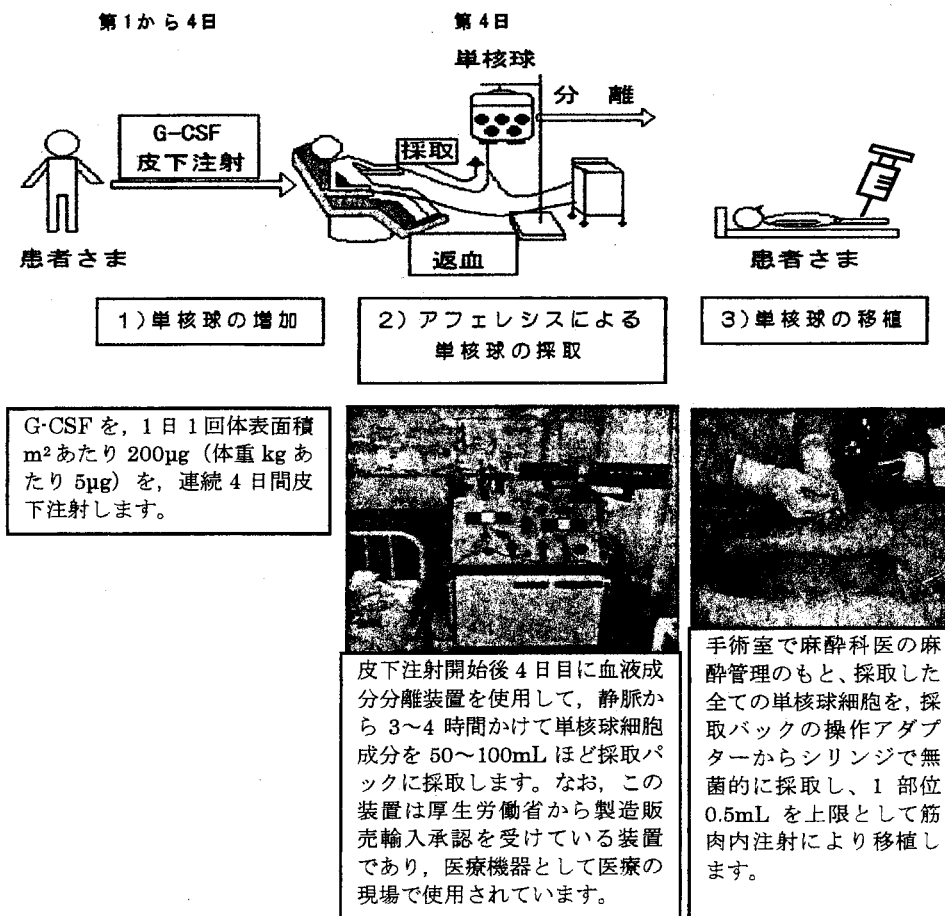 第1から4日
第4日
単核球
分 離
G-CSF
皮下注射
採取
返血
患者さま
患者さま
1)単核球の増加
2) アフェレシスによる
単核球の採取
3)単核球の移植
G-CSF を，1日1回体表面積
m²あたり 200μg（体重 kg あ
たり 5μg）を，連続 4 日間皮
下注射します。
皮下注射開始後 4 日目に血液成
分分離装置を使用して，静脈か
ら 3～4 時間かけて単核球細胞
成分を 50～100mL ほど採取バ
ックに採取します。なお，この
装置は厚生労働省から製造販
売輸入承認を受けている装置
であり，医療機器として医療の
現場で使用されています。
手術室で麻酔科医の麻
酔管理のもと、採取した
全ての単核球細胞を，採
取バックの操作アダプ
ターからシリンジで無
菌的に採取し、1 部位
0.5mL を上限として筋
肉内注射により移植し
ます。